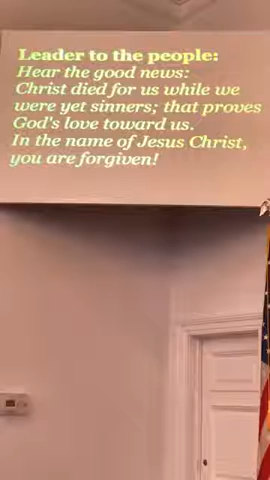 Leader to the people:
Hear the good news:
Christ died for us while we
were yet sinners; that proves
God's love toward us.
In the name of Jesus Christ,
you are forgiven!